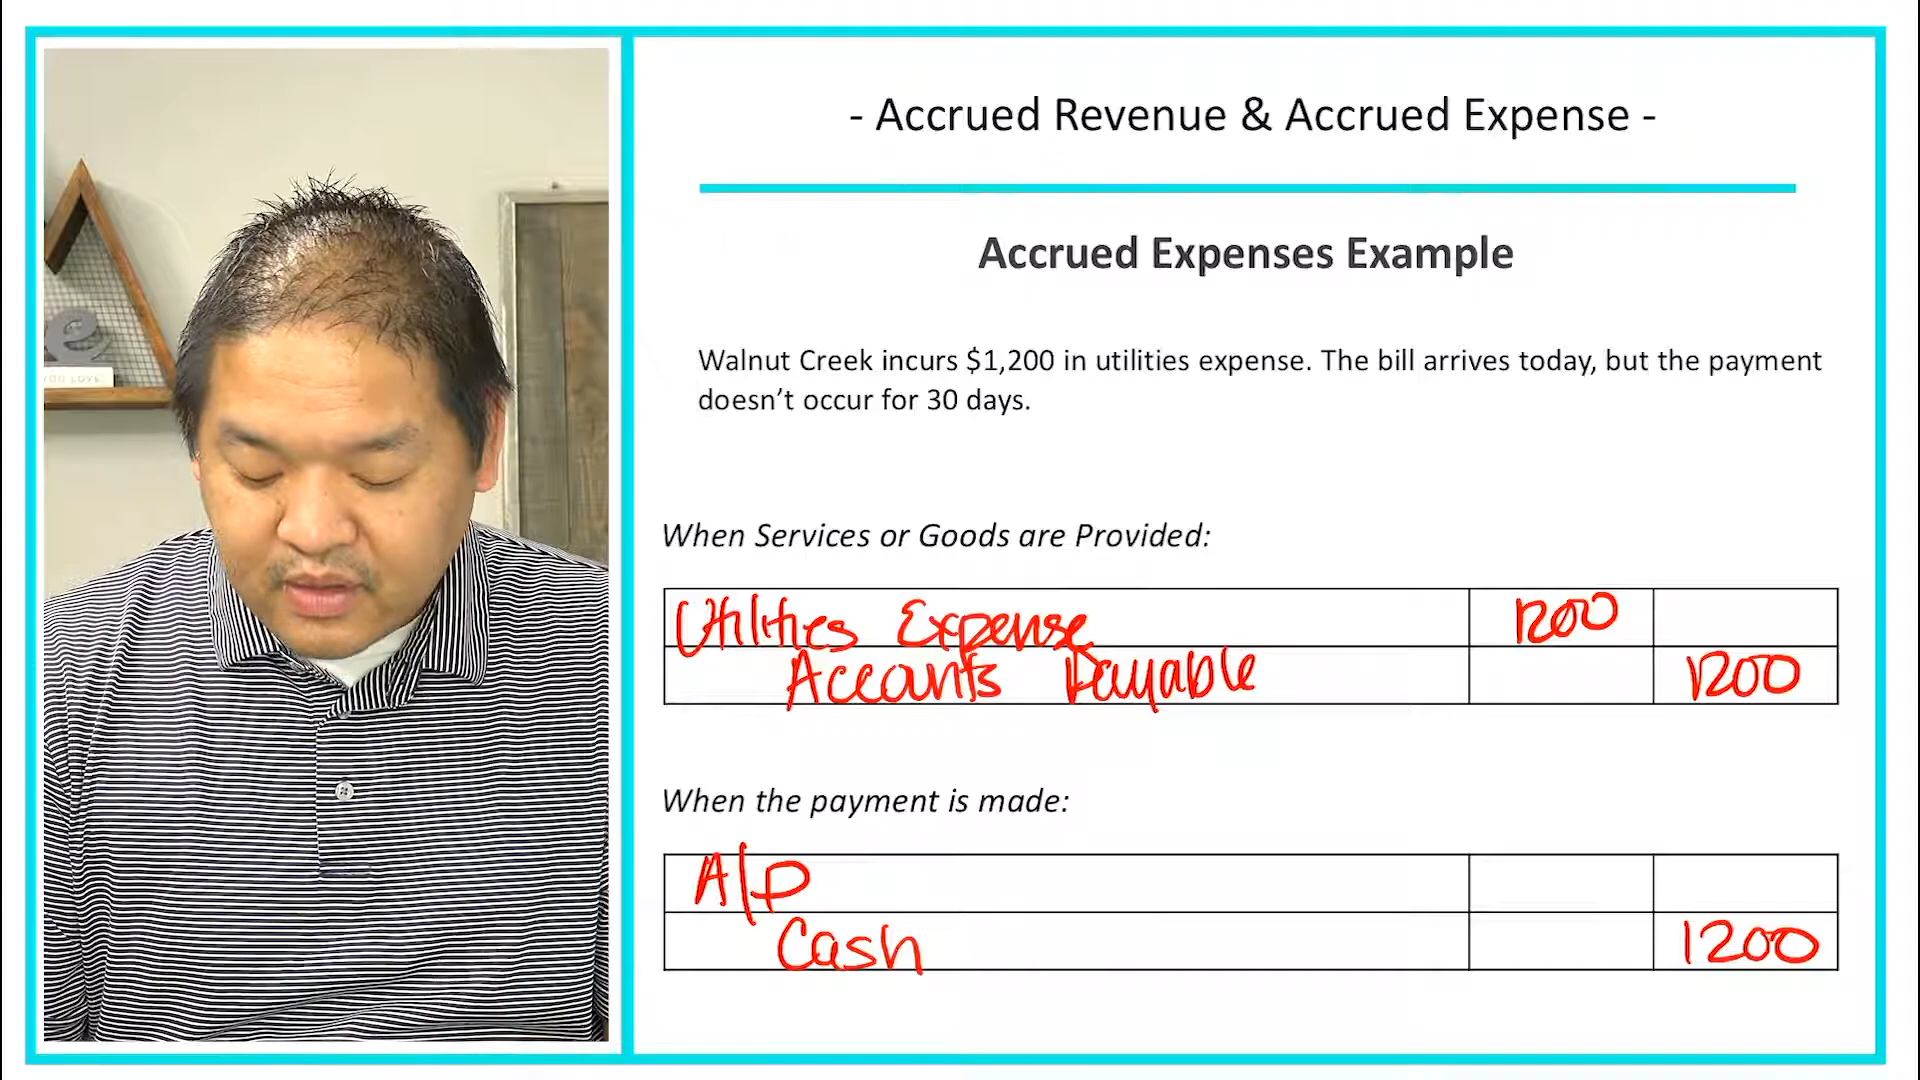 - Accrued Revenue & Accrued Expense -
Accrued Expenses Example
Walnut Creek incurs $1,200 in utilities expense. The bill arrives today, but the payment
doesn’t occur for 30 days.
When Services or Goods are Provided:
Utilities Expense 1200
Accounts Payable 1200
When the payment is made:
A/P
Cash 1200
e
YOU LOVE